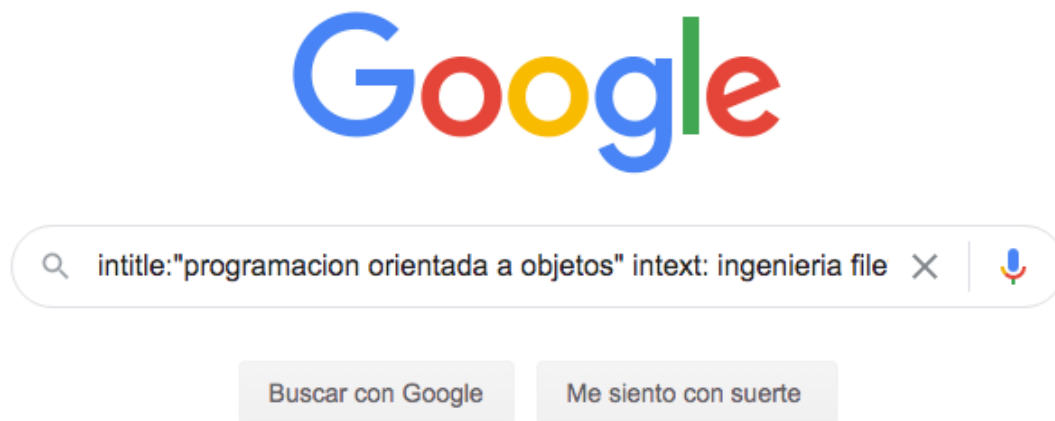 Google
intitle:"programacion orientada a objetos" intext: ingenieria file
Buscar con Google
Me siento con suerte